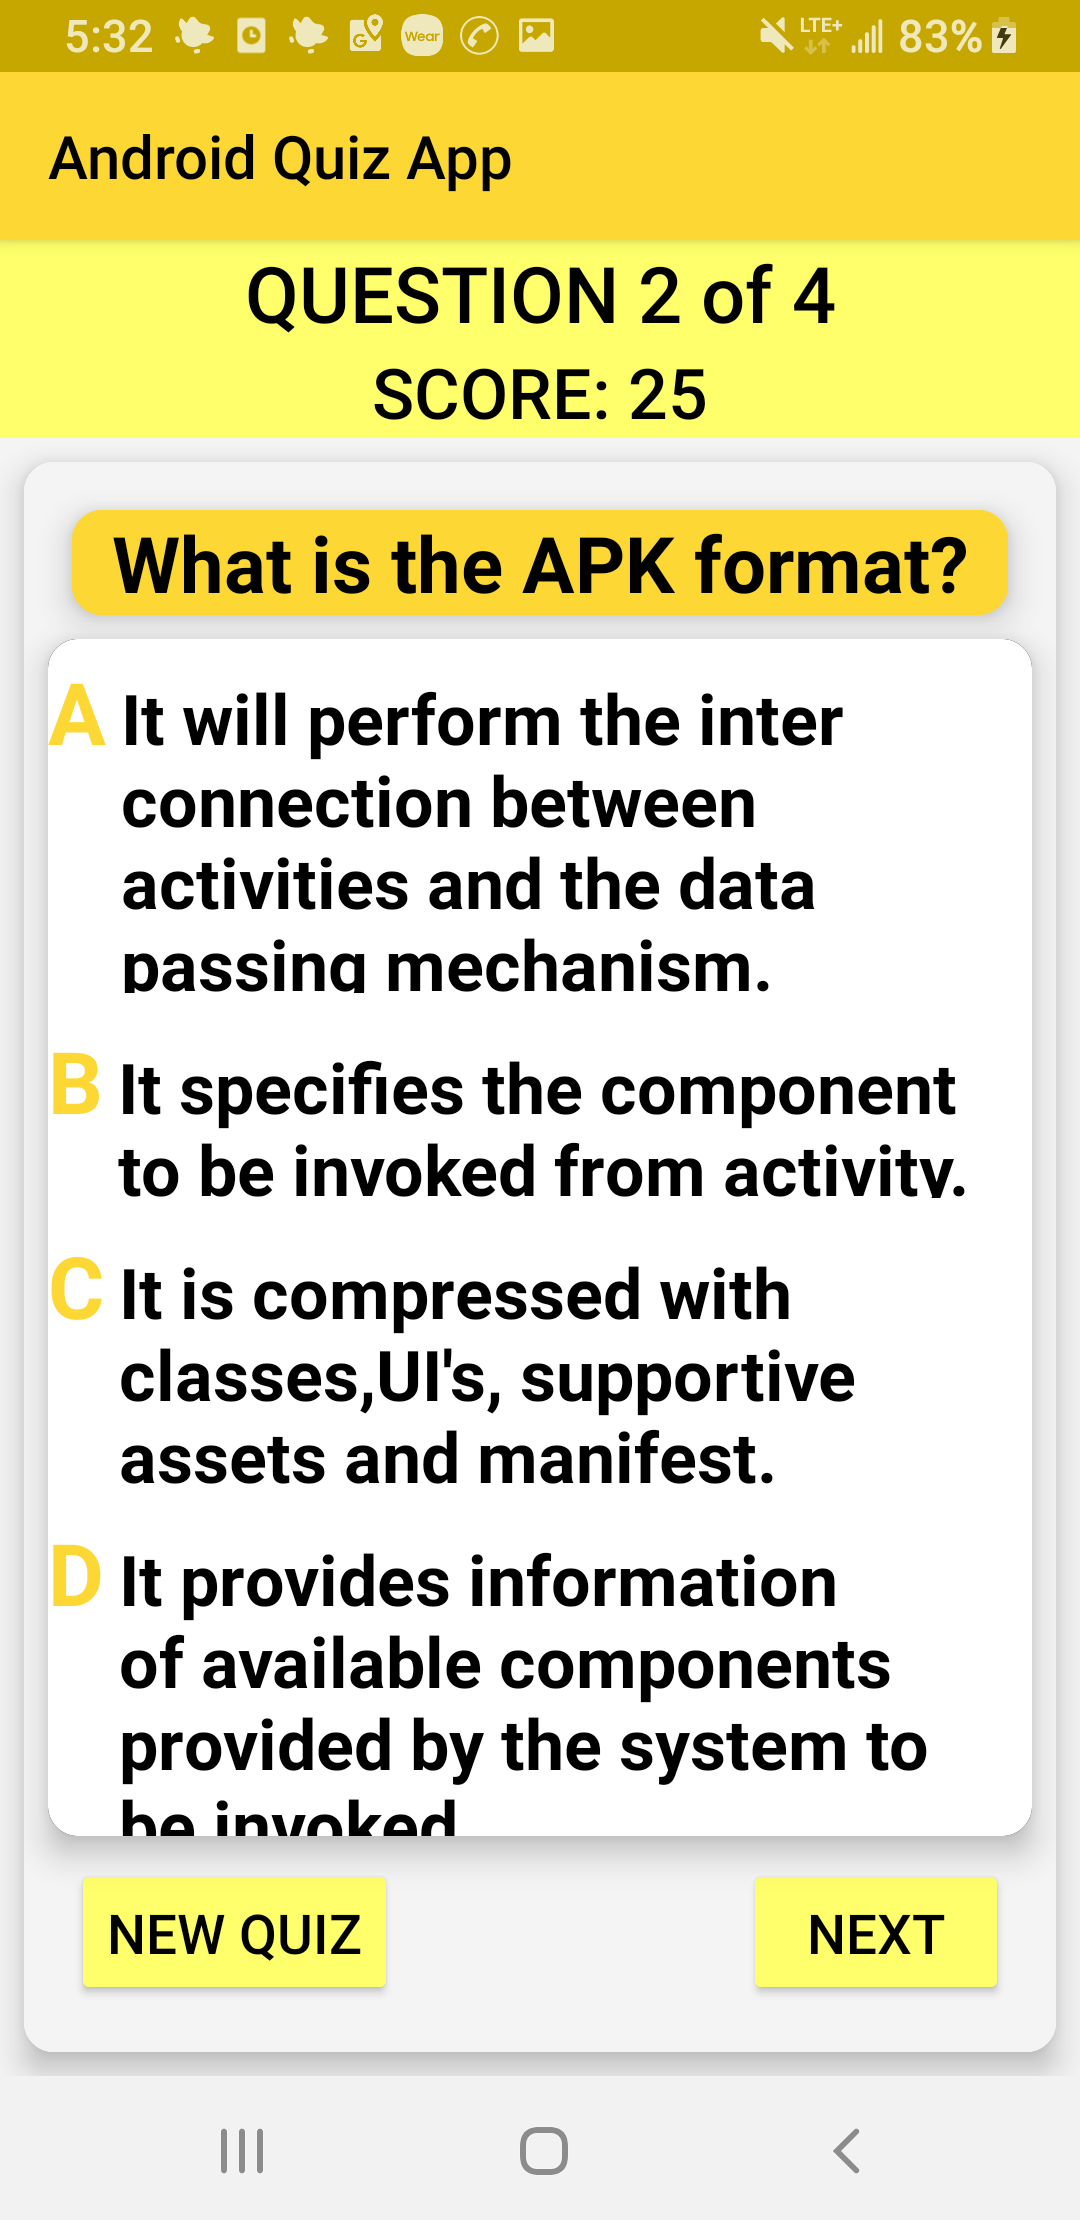 5:32 Wear LTE+ 83%
Android Quiz App
QUESTION 2 of 4
SCORE: 25
What is the APK format?
A It will perform the inter
connection between
activities and the data
passing mechanism.
B It specifies the component
to be invoked from activity.
C It is compressed with
classes,UI's, supportive
assets and manifest.
D It provides information
of available components
provided by the system to
be invoked
NEW QUIZ NEXT